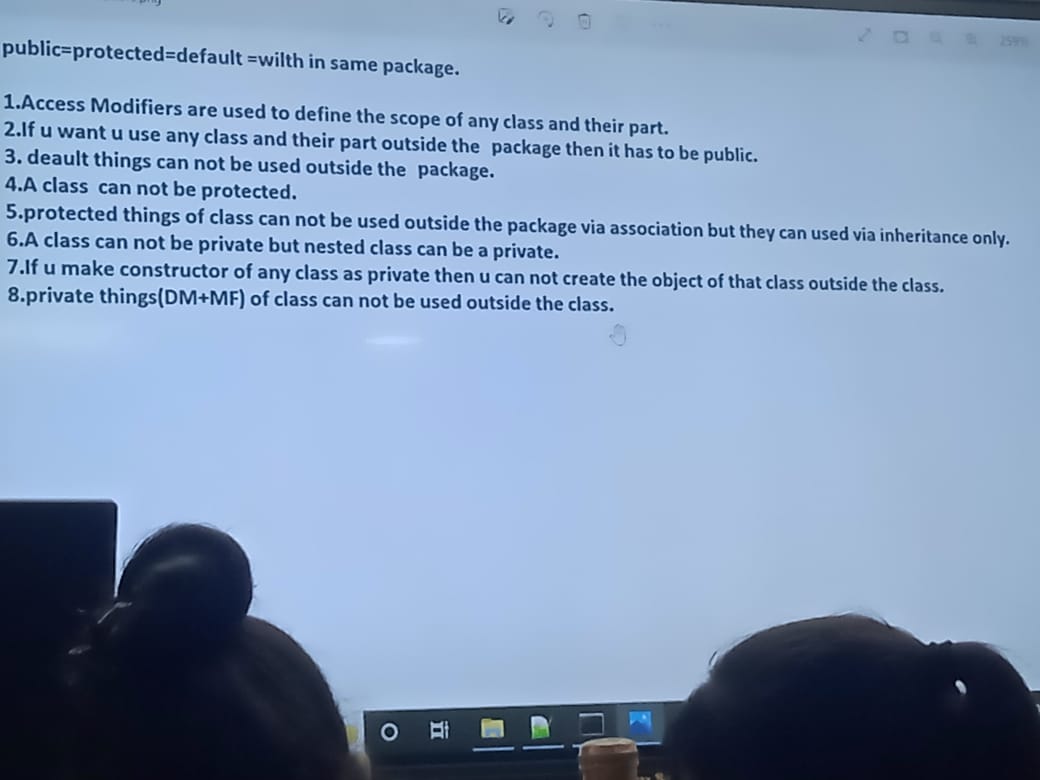 public=protected=default =wilth in same package.
1.Access Modifiers are used to define the scope of any class and their part.
2.If u want u use any class and their part outside the package then it has to be public.
3. deault things can not be used outside the package.
4.A class can not be protected.
5.protected things of class can not be used outside the package via association but they can used via inheritance only.
6.A class can not be private but nested class can be a private.
7.If u make constructor of any class as private then u can not create the object of that class outside the class.
8.private things(DM+MF) of class can not be used outside the class.